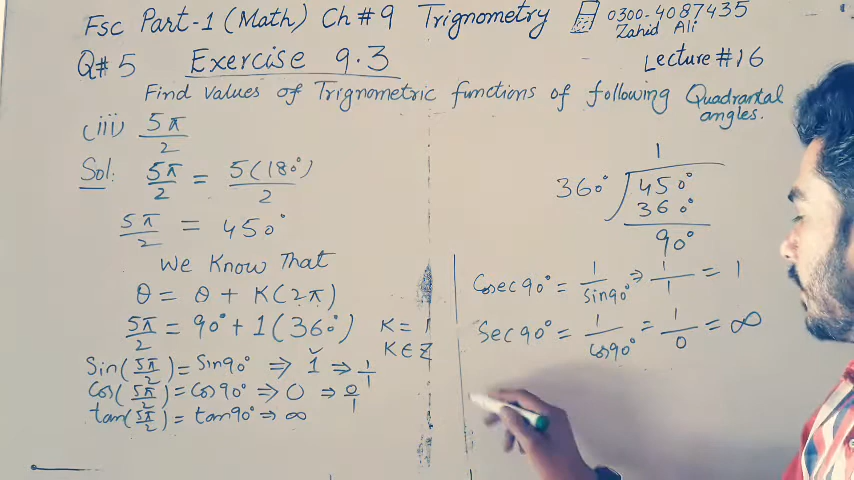 Fsc Part-1 (Math) Ch # 9 Trignometry 0300-4087435
Zahid Ali
Q# 5 Exercise 9.3 Lecture # 16
Find values of Trignometric functions of following Quadrantal angles.
(iii) 5π/2
Sol: 5π/2 = 5(180°)/2
5π/2 = 450°
We Know That
θ = θ + K(2π)
5π/2 = 90° + 1(360°) K = 1
K ∈ Z
Sin(5π/2) = Sin90° ⇒ 1 ⇒ 1/1
Cos(5π/2) = Cos90° ⇒ 0 ⇒ 0/1
tan(5π/2) = tan90° ⇒ ∞
1
360° 450°
360°
90°
Cosec90° = 1/Sin90° ⇒ 1/1 = 1
Sec90° = 1/Cos90° = 1/0 = ∞